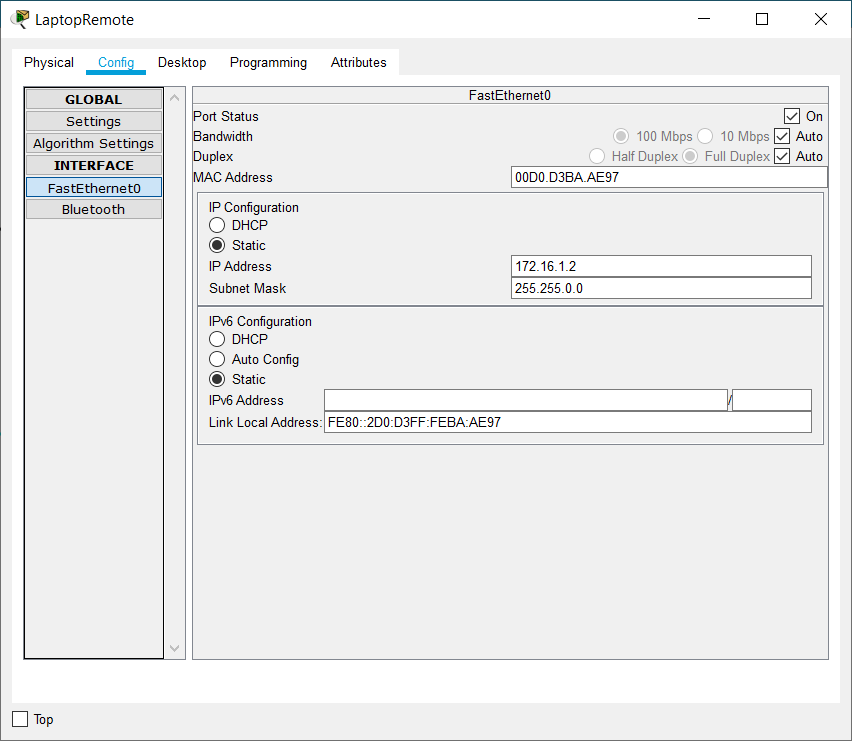 LaptopRemote
Physical Config Desktop Programming Attributes
GLOBAL
Settings
Algorithm Settings
INTERFACE
FastEthernet0
Bluetooth
FastEthernet0
Port Status On
Bandwidth 100 Mbps 10 Mbps Auto
Duplex Half Duplex Full Duplex Auto
MAC Address 00D0.D3BA.AE97
IP Configuration
DHCP
Static
IP Address 172.16.1.2
Subnet Mask 255.255.0.0
IPv6 Configuration
DHCP
Auto Config
Static
IPv6 Address /
Link Local Address: FE80::2D0:D3FF:FEBA:AE97
Top